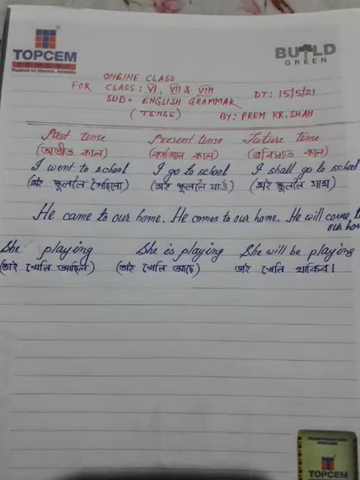 TOPCEM
BUILD
GREEN
ONLINE CLASS
FOR CLASS: VI, VII & VIII
SUB- ENGLISH GRAMMAR
DT: 15/5/21
(TENSE)
BY: PREM KR. SHAH
Past tense Present tense Future tense
(অতীত কাল) (বৰ্তমান কাল) (ভৱিষ্যত কাল)
I went to school I go to school I shall go to school
(মই স্কুললৈ গৈছিলো) (মই স্কুললৈ যাওঁ) (মই স্কুললৈ যাম)
He came to our home. He comes to our home. He will come to
our home
She playing She is playing She will be playing
(তাই খেলি আছিল) (তাই খেলি আছে) তাই খেলি থাকিব।
TOPCEM
CEMENT